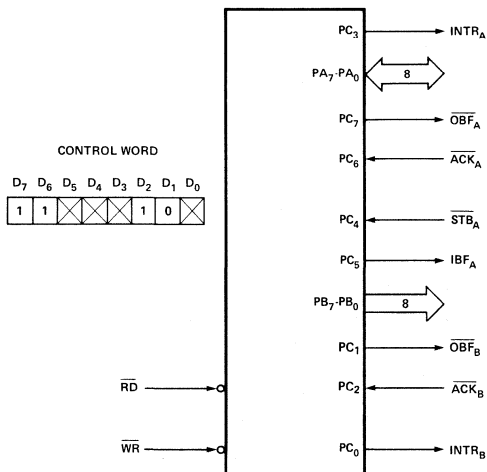 PC3 INTRA
PA7-PA0 8
PC7 OBFA
CONTROL WORD
PC6 ACKA
D7 D6 D5 D4 D3 D2 D1 D0
1 1 1 0
PC4 STBA
PC5 IBFA
PB7-PB0 8
PC1 OBFB
RD PC2 ACKB
WR PC0 INTRB